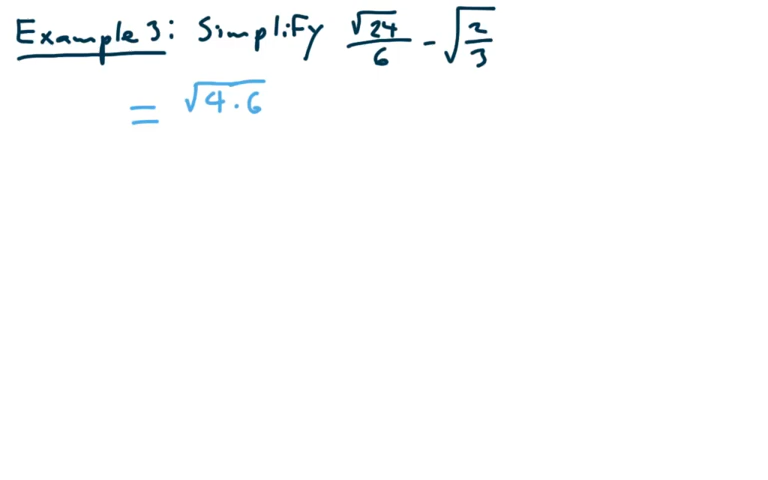 Example 3: Simplify √24/6 - √(2/3)
= √4·6